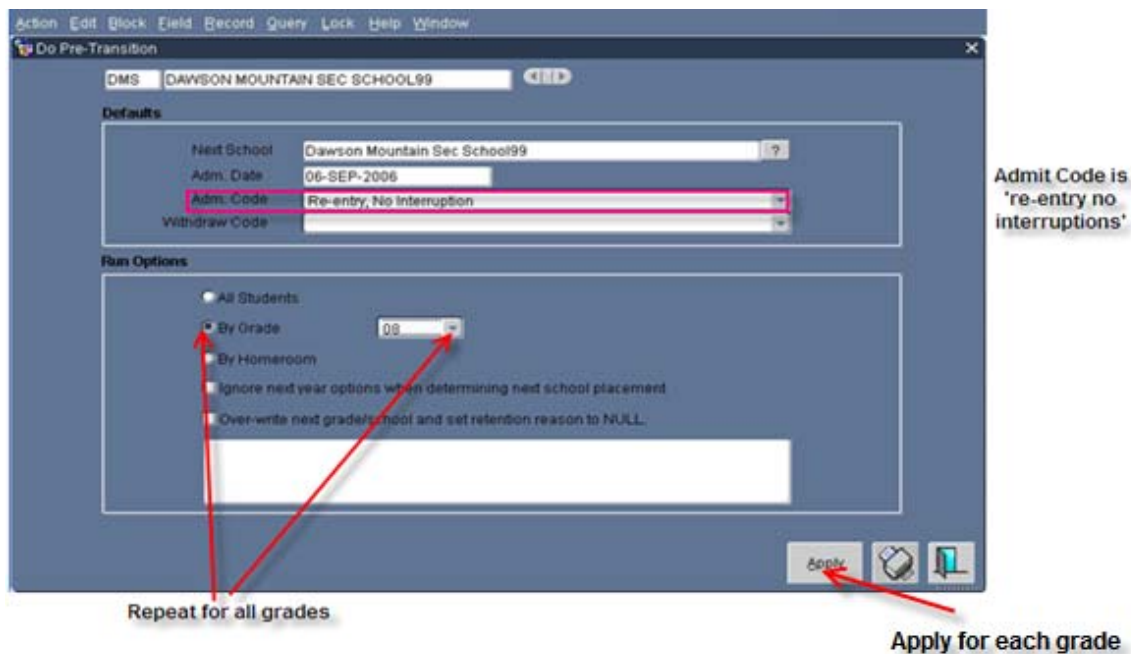 Action Edit Block Field Record Query Lock Help Window
Do Pre-Transition
DMS DAWSON MOUNTAIN SEC SCHOOL99
Defaults
Next School Dawson Mountain Sec School99 ?
Adm. Date 06-SEP-2006
Adm. Code Re-entry, No Interruption
Withdraw Code
Admit Code is
're-entry no
interruptions'
Run Options
All Students
By Grade 08
By Homeroom
Ignore next year options when determining next school placement
Over-write next grade/school and set retention reason to NULL.
Apply
Repeat for all grades
Apply for each grade